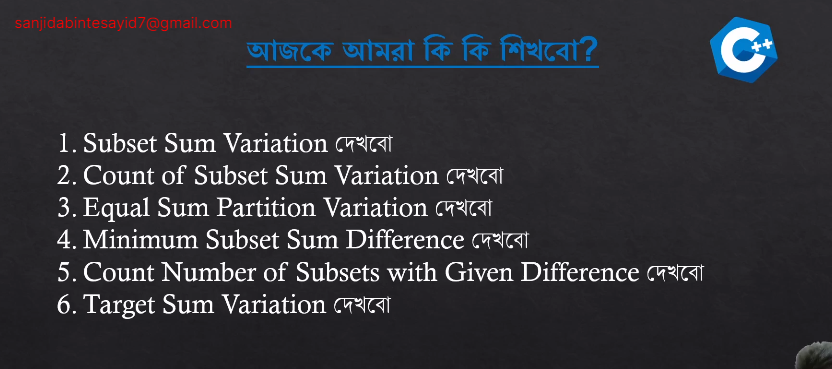 sanjidabintesayid7@gmail.com
আজকে আমরা কি কি শিখবো?
C++
1. Subset Sum Variation দেখবো
2. Count of Subset Sum Variation দেখবো
3. Equal Sum Partition Variation দেখবো
4. Minimum Subset Sum Difference দেখবো
5. Count Number of Subsets with Given Difference দেখবো
6. Target Sum Variation দেখবো